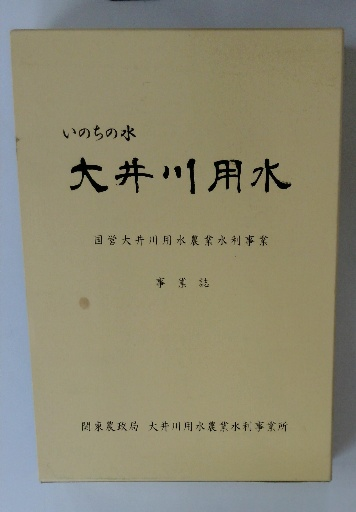 いのちの水
大井川用水
国営大井川用水農業水利事業
事業誌
関東農政局 大井川用水農業水利事業所